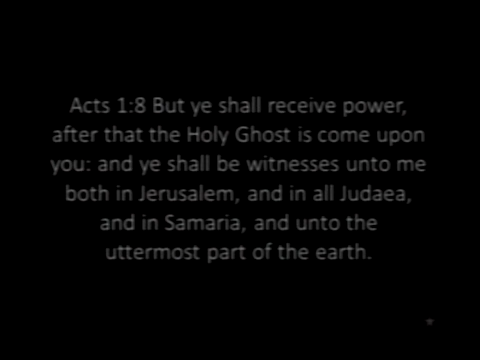 Acts 1:8 But ye shall receive power,
after that the Holy Ghost is come upon
you: and ye shall be witnesses unto me
both in Jerusalem, and in all Judaea,
and in Samaria, and unto the
uttermost part of the earth.